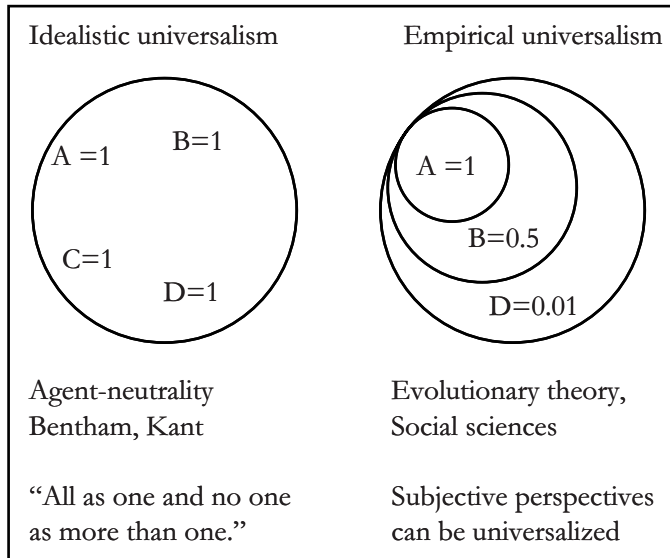 Idealistic universalism
A =1
B=1
C=1
D=1
Agent-neutrality
Bentham, Kant
“All as one and no one
as more than one.”
Empirical universalism
A =1
B=0.5
D=0.01
Evolutionary theory,
Social sciences
Subjective perspectives
can be universalized